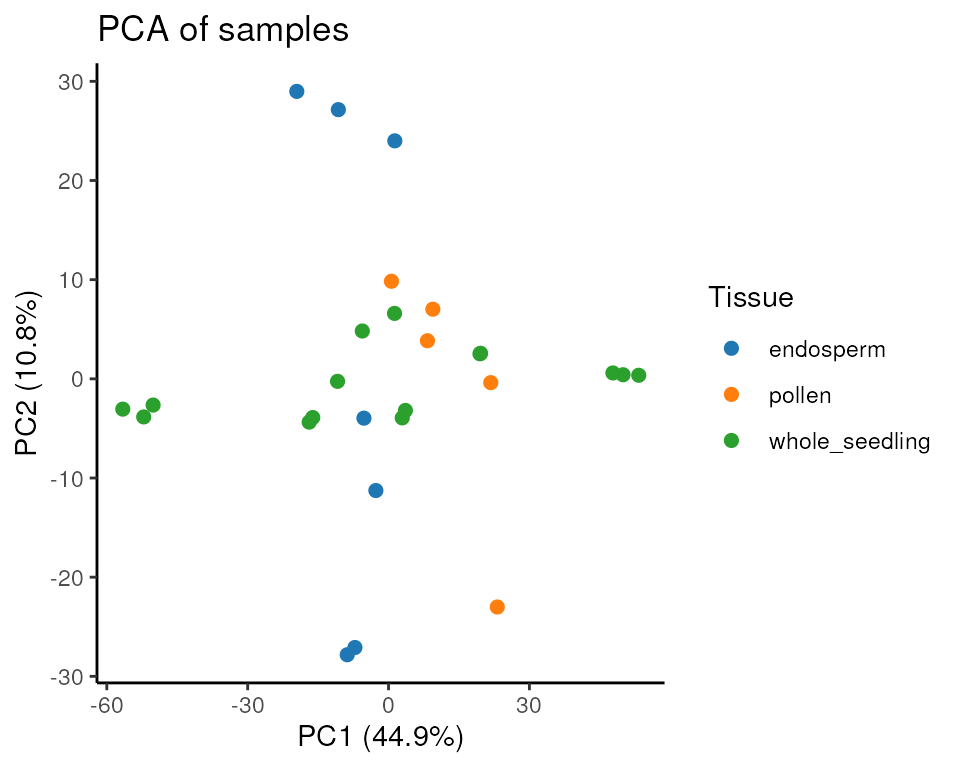 PCA of samples
30
20
10
0
-10
-20
-30
PC2 (10.8%)
-60
-30
0
30
PC1 (44.9%)
Tissue
endosperm
pollen
whole_seedling